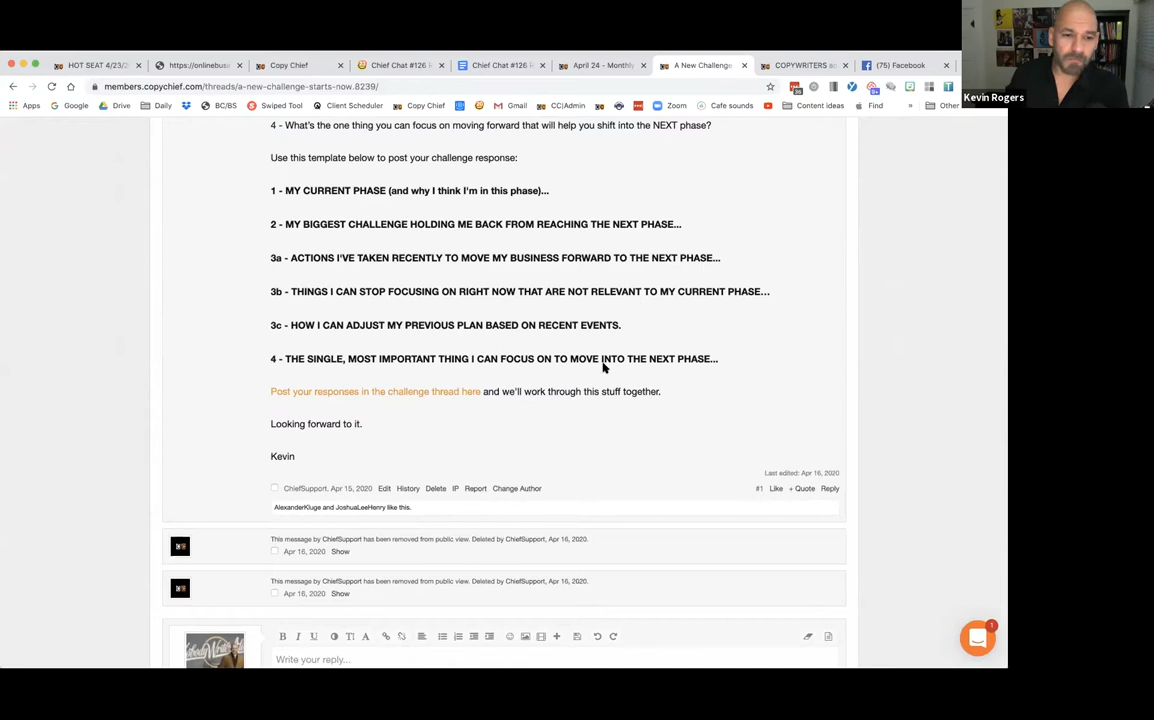 HOT SEAT 4/23/2
https://onlinebusi
Copy Chief
Chief Chat #126 R
Chief Chat #126 R
April 24 - Monthly
A New Challenge
COPYWRITERS
(75) Facebook
members.copychief.com/threads/a-new-challenge-starts-now.8239/
Apps
Google
Drive
Daily
BC/BS
Swiped Tool
Client Scheduler
Copy Chief
Gmail
CC|Admin
Zoom
Cafe sounds
Content ideas
Find
»
Other
Kevin Rogers
4 - What's the one thing you can focus on moving forward that will help you shift into the NEXT phase?
Use this template below to post your challenge response:
1 - MY CURRENT PHASE (and why I think I'm in this phase)...
2 - MY BIGGEST CHALLENGE HOLDING ME BACK FROM REACHING THE NEXT PHASE...
3a - ACTIONS I'VE TAKEN RECENTLY TO MOVE MY BUSINESS FORWARD TO THE NEXT PHASE...
3b - THINGS I CAN STOP FOCUSING ON RIGHT NOW THAT ARE NOT RELEVANT TO MY CURRENT PHASE...
3c - HOW I CAN ADJUST MY PREVIOUS PLAN BASED ON RECENT EVENTS.
4 - THE SINGLE, MOST IMPORTANT THING I CAN FOCUS ON TO MOVE INTO THE NEXT PHASE...
Post your responses in the challenge thread here and we'll work through this stuff together.
Looking forward to it.
Kevin
Last edited: Apr 16, 2020
ChiefSupport, Apr 15, 2020 Edit History Delete IP Report Change Author
#1 Like + Quote Reply
AlexanderKluge and JoshuaLeeHenry like this.
This message by ChiefSupport has been removed from public view. Deleted by ChiefSupport, Apr 16, 2020.
Apr 16, 2020 Show
This message by ChiefSupport has been removed from public view. Deleted by ChiefSupport, Apr 16, 2020.
Apr 16, 2020 Show
B I U
Write your reply...
1